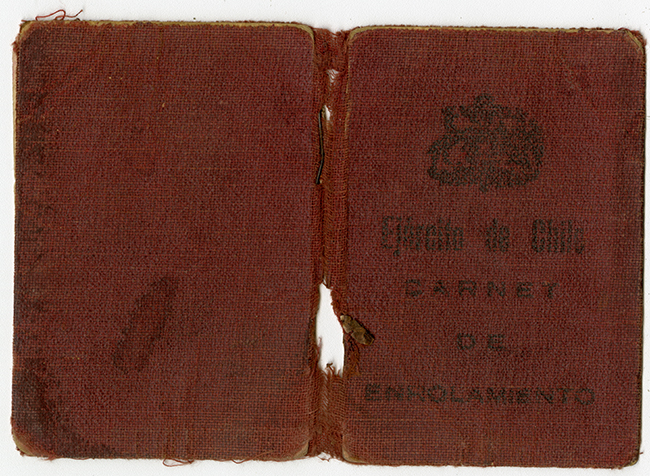 Ejército de Chile
CARNET
DE
ENROLAMIENTO